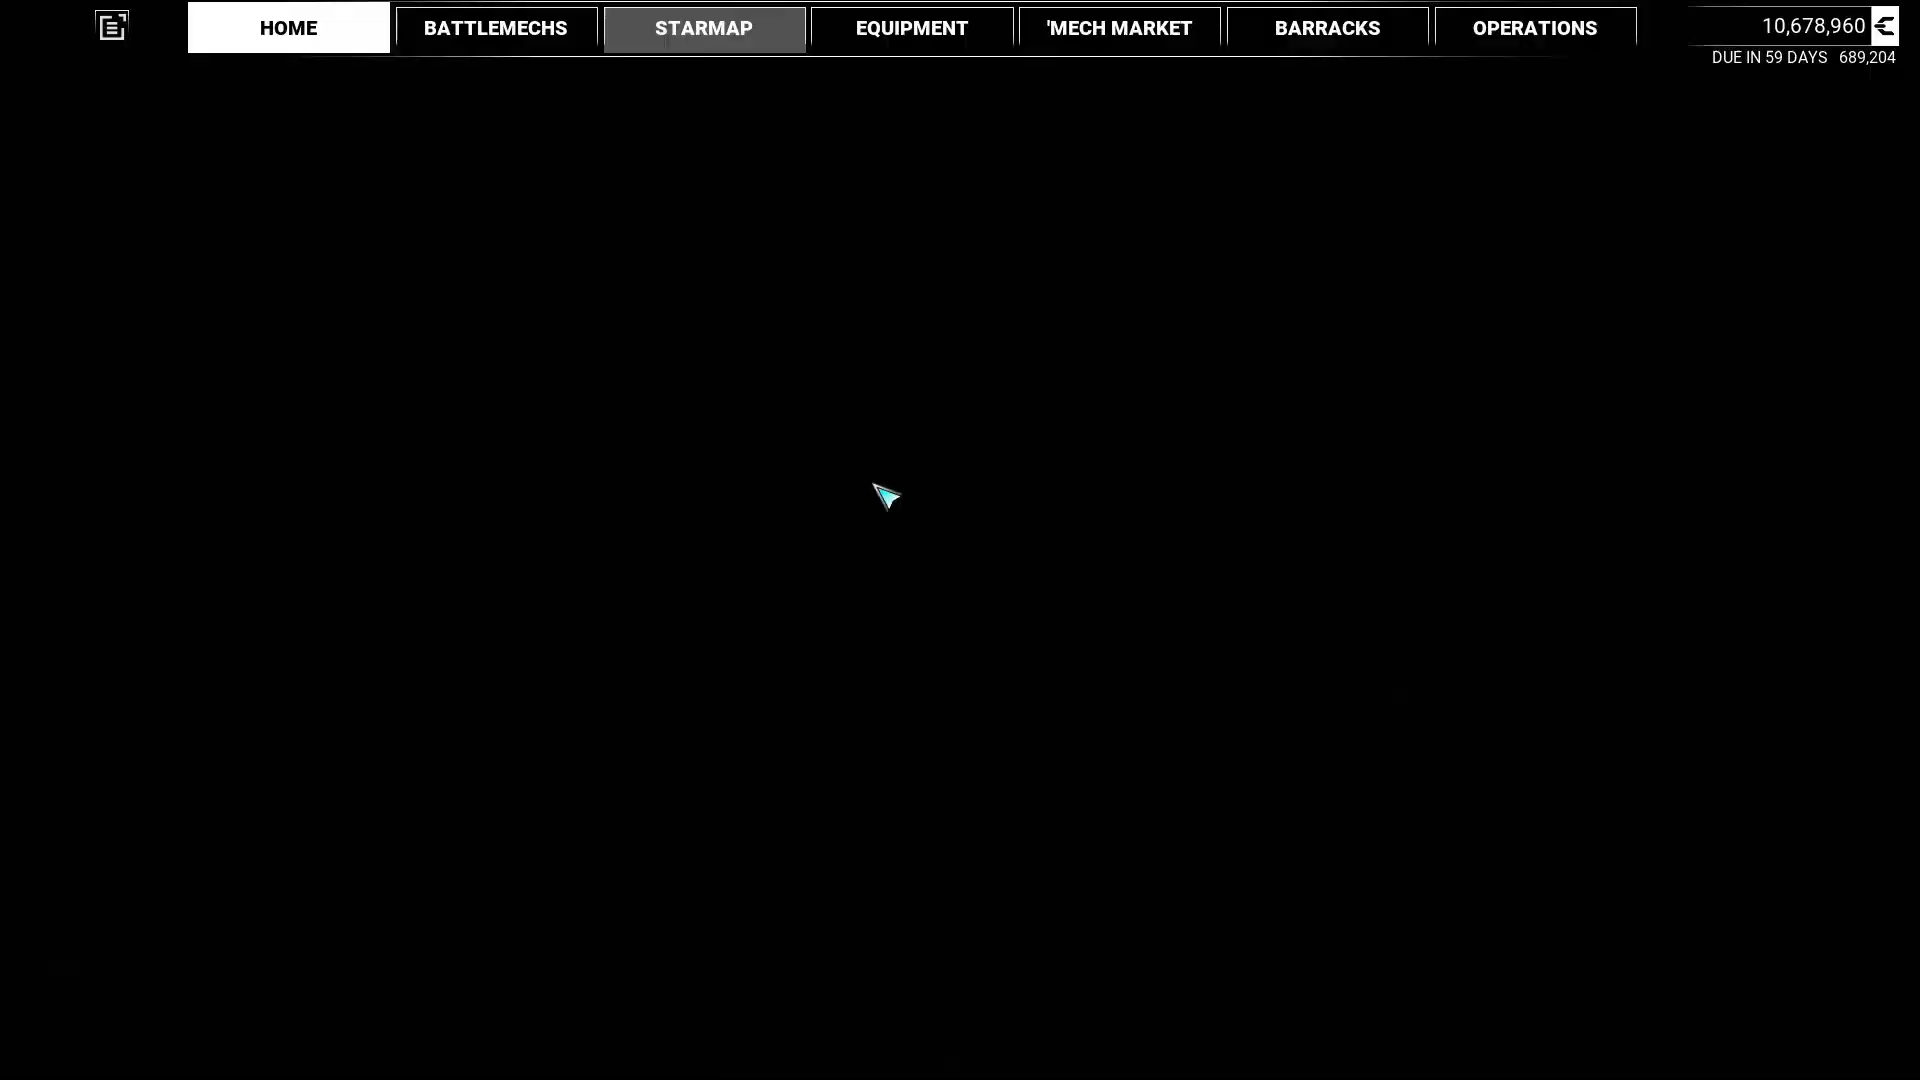 HOME BATTLEMECHS STARMAP EQUIPMENT 'MECH MARKET BARRACKS OPERATIONS 10,678,960
DUE IN 59 DAYS 689,204